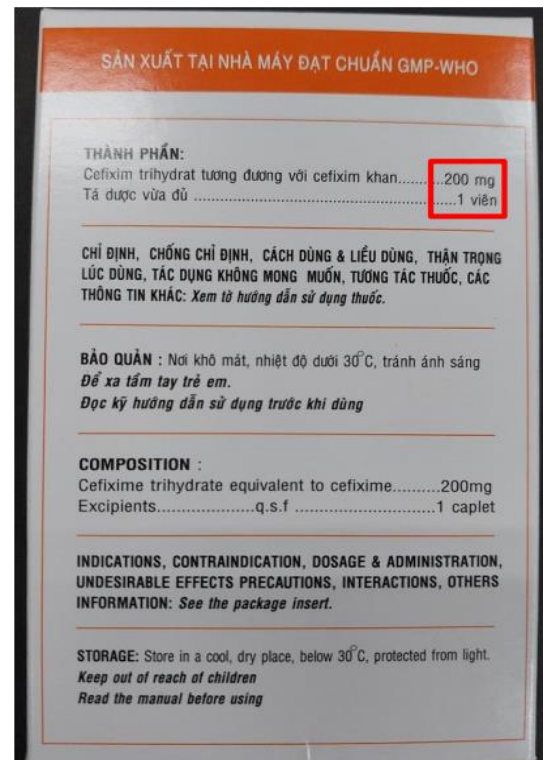 SẢN XUẤT TẠI NHÀ MÁY ĐẠT CHUẨN GMP-WHO
THÀNH PHẦN:
Cefixim trihydrat tương đương với cefixim khan..........200 mg
Tá dược vừa đủ ......................................................1 viên
CHỈ ĐỊNH, CHỐNG CHỈ ĐỊNH, CÁCH DÙNG & LIỀU DÙNG, THẬN TRỌNG
LÚC DÙNG, TÁC DỤNG KHÔNG MONG MUỐN, TƯƠNG TÁC THUỐC, CÁC
THÔNG TIN KHÁC: Xem tờ hướng dẫn sử dụng thuốc.
BẢO QUẢN : Nơi khô mát, nhiệt độ dưới 30°C, tránh ánh sáng
Để xa tầm tay trẻ em.
Đọc kỹ hướng dẫn sử dụng trước khi dùng
COMPOSITION :
Cefixime trihydrate equivalent to cefixime..........200mg
Excipients................q.s.f .........................1 caplet
INDICATIONS, CONTRAINDICATION, DOSAGE & ADMINISTRATION,
UNDESIRABLE EFFECTS PRECAUTIONS, INTERACTIONS, OTHERS
INFORMATION: See the package insert.
STORAGE: Store in a cool, dry place, below 30°C, protected from light.
Keep out of reach of children
Read the manual before using